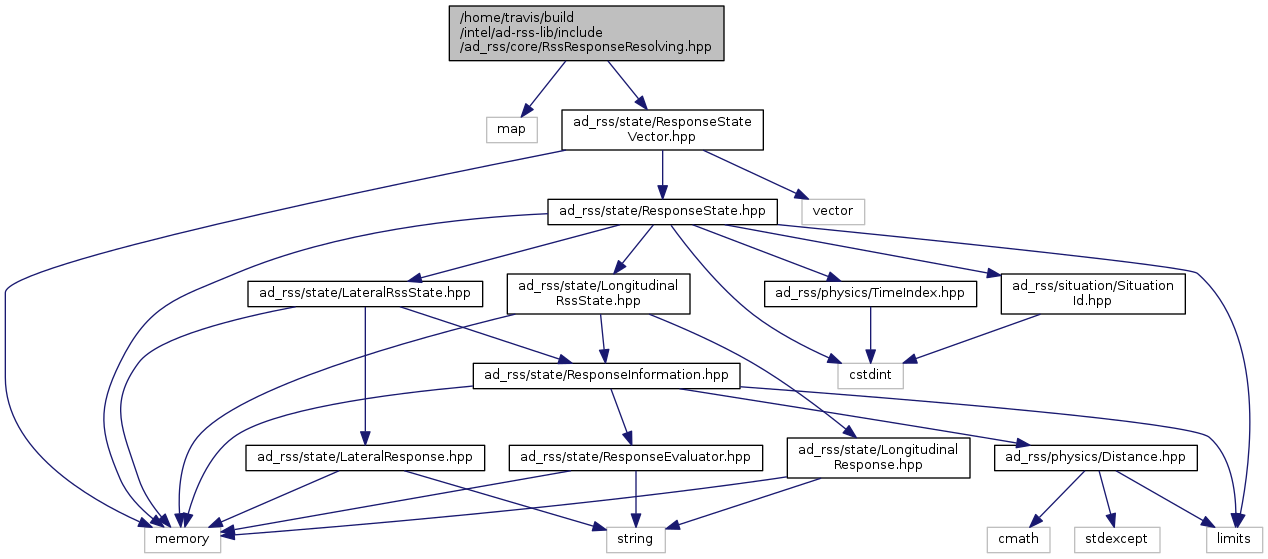 /home/travis/build
/intel/ad-rss-lib/include
/ad_rss/core/RssResponseResolving.hpp
map
ad_rss/state/ResponseState
Vector.hpp
ad_rss/state/ResponseState.hpp
vector
ad_rss/state/LateralRssState.hpp
ad_rss/state/Longitudinal
RssState.hpp
ad_rss/physics/TimeIndex.hpp
ad_rss/situation/Situation
Id.hpp
ad_rss/state/ResponseInformation.hpp
cstdint
ad_rss/state/LateralResponse.hpp
ad_rss/state/ResponseEvaluator.hpp
ad_rss/state/Longitudinal
Response.hpp
ad_rss/physics/Distance.hpp
memory
string
cmath
stdexcept
limits